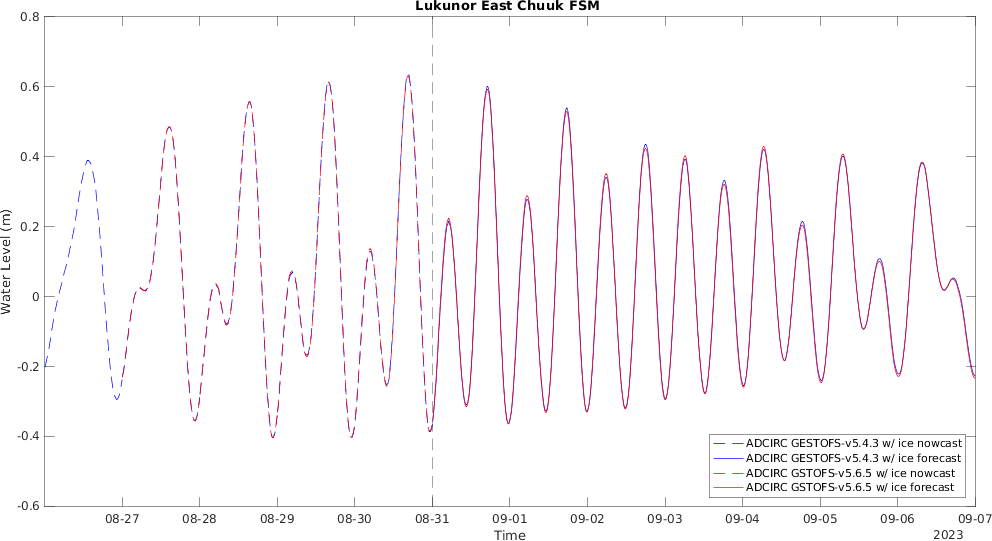 Lukunor East Chuuk FSM
0.8
0.6
0.4
0.2
0
-0.2
-0.4
-0.6
Water Level (m)
ADCIRC GESTOFS-v5.4.3 w/ ice nowcast
ADCIRC GESTOFS-v5.4.3 w/ ice forecast
ADCIRC GSTOFS-v5.6.5 w/ ice nowcast
ADCIRC GSTOFS-v5.6.5 w/ ice forecast
08-27 08-28 08-29 08-30 08-31 09-01 09-02 09-03 09-04 09-05 09-06 09-07
Time
2023